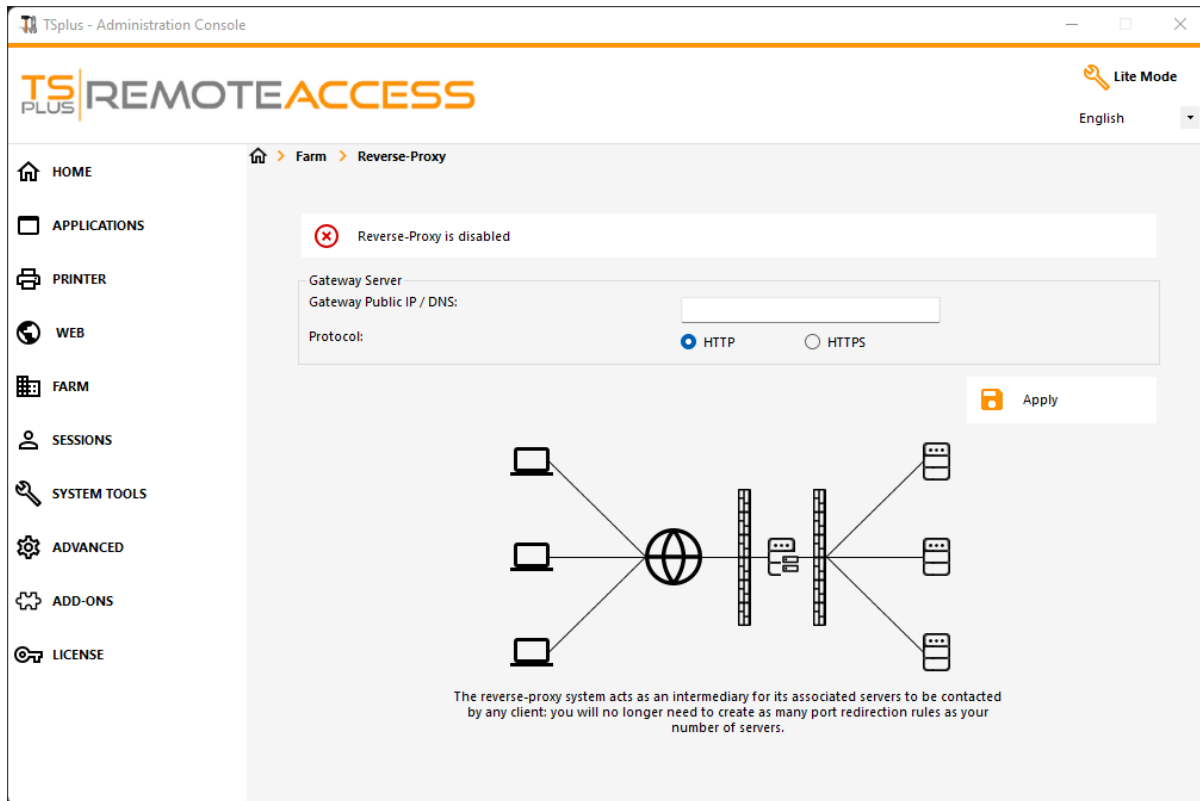 TSplus - Administration Console
TS PLUS REMOTEACCESS
Lite Mode
English
HOME
APPLICATIONS
PRINTER
WEB
FARM
SESSIONS
SYSTEM TOOLS
ADVANCED
ADD-ONS
LICENSE
Farm > Reverse-Proxy
Reverse-Proxy is disabled
Gateway Server
Gateway Public IP / DNS:
Protocol:
HTTP
HTTPS
Apply
The reverse-proxy system acts as an intermediary for its associated servers to be contacted
by any client: you will no longer need to create as many port redirection rules as your
number of servers.